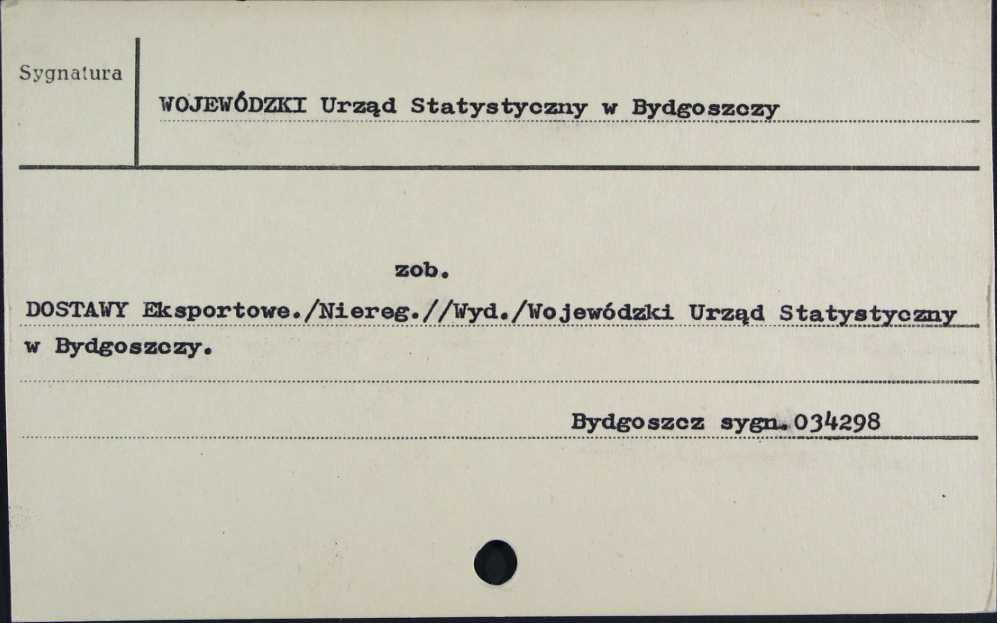 Sygnatura
WOJEWÓDZKI Urząd Statystyczny w Bydgoszczy
zob.
DOSTAWY Eksportowe./Niereg.//Wyd./Wojewódzki Urząd Statystyczny
w Bydgoszczy.
Bydgoszcz sygn.034298